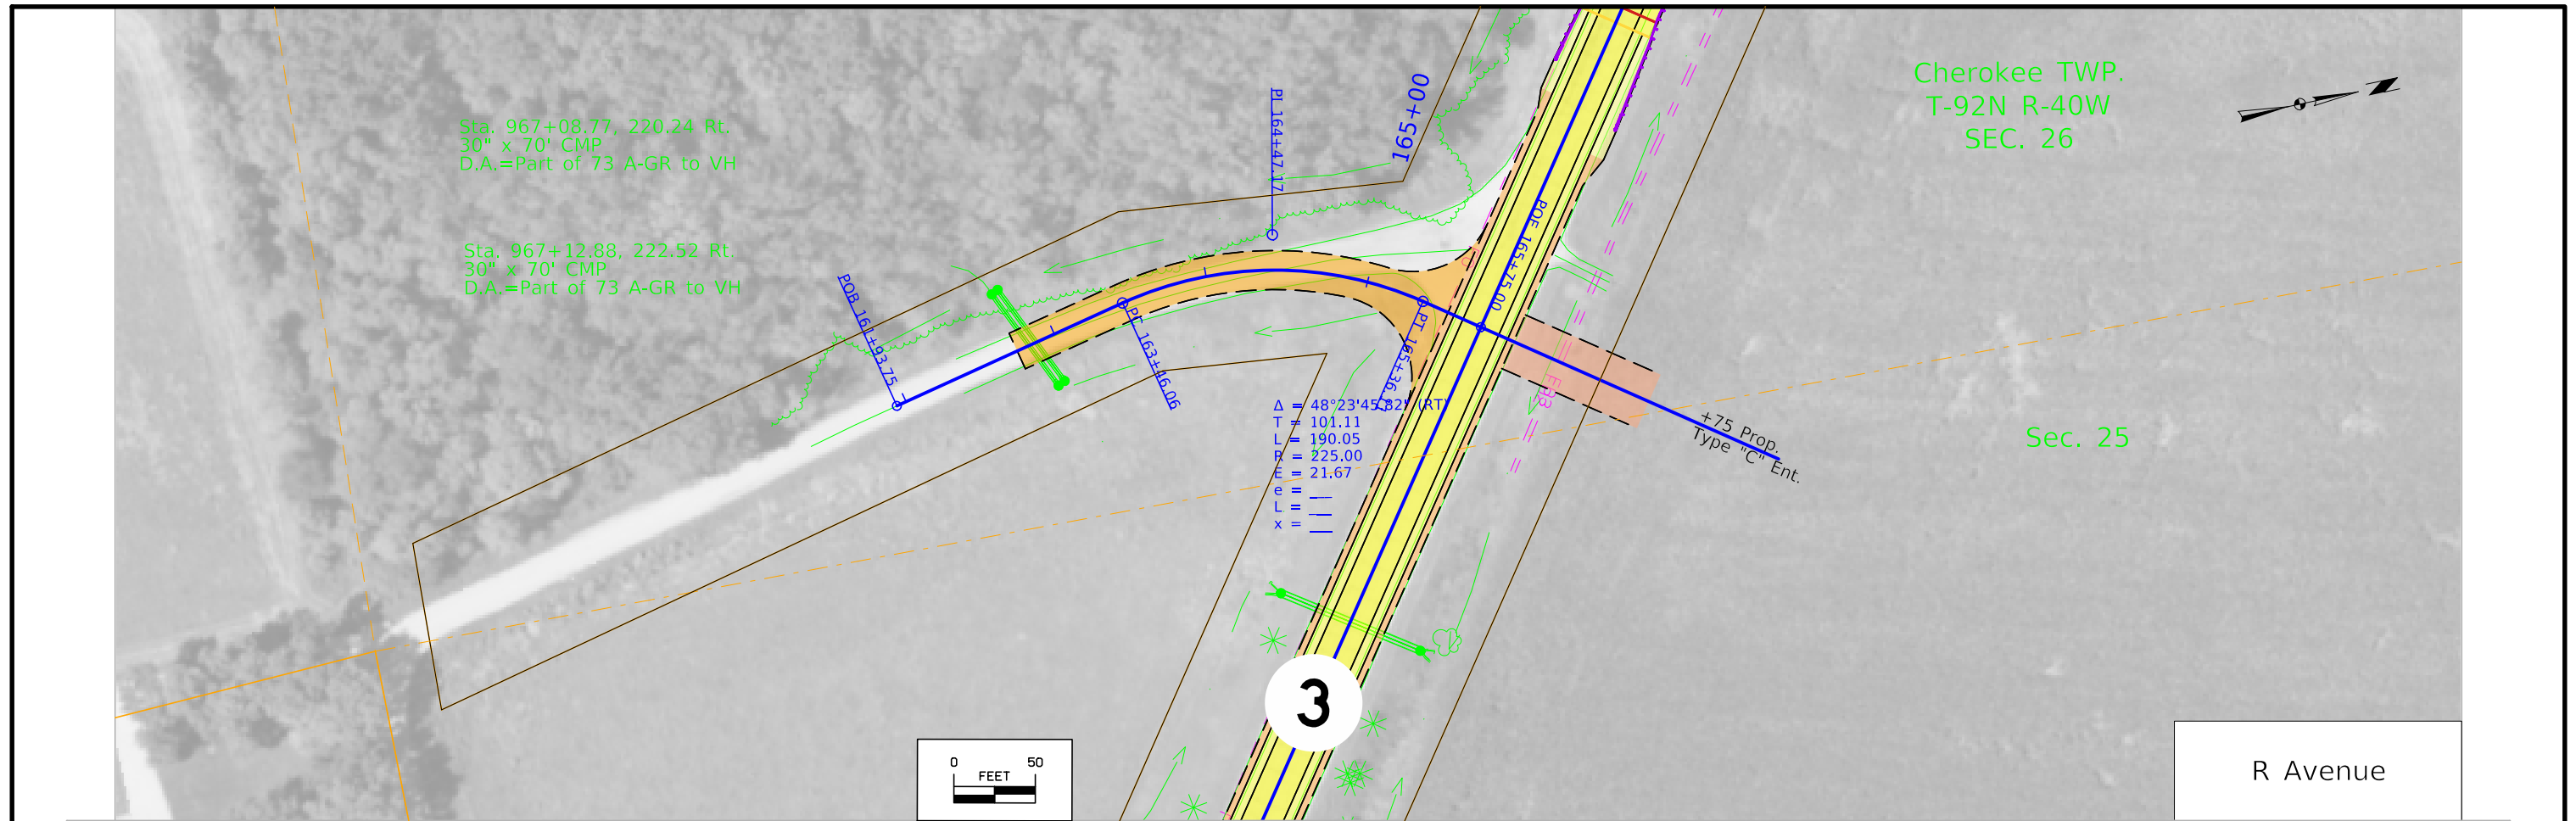 Sta. 967+08.77, 220.24 Rt.
30" x 70' CMP
D.A.=Part of 73 A-GR to VH
Sta. 967+12.88, 222.52 Rt.
30" x 70' CMP
D.A.=Part of 73 A-GR to VH
POB 161+93.75
PC 163+46.06
PI 164+47.17
165+00
PT 165+36.11
POE 165+75.00
Δ = 48°23'45.82" (RT)
T = 101.11
L = 190.05
R = 225.00
E = 21.67
e = ___
L = ___
x = ___
+75 Prop.
Type "C" Ent.
Cherokee TWP.
T-92N R-40W
SEC. 26
Sec. 25
3
0 50
FEET
R Avenue